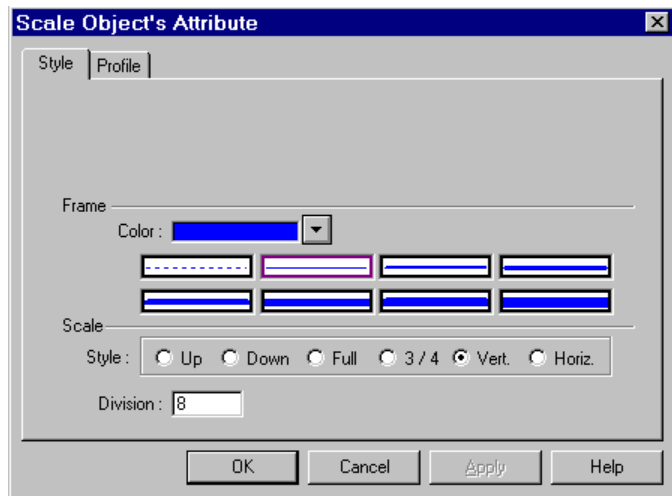 Scale Object's Attribute
Style Profile
Frame
Color :
Scale
Style : Up Down Full 3 / 4 Vert. Horiz.
Division : 8
OK Cancel Apply Help